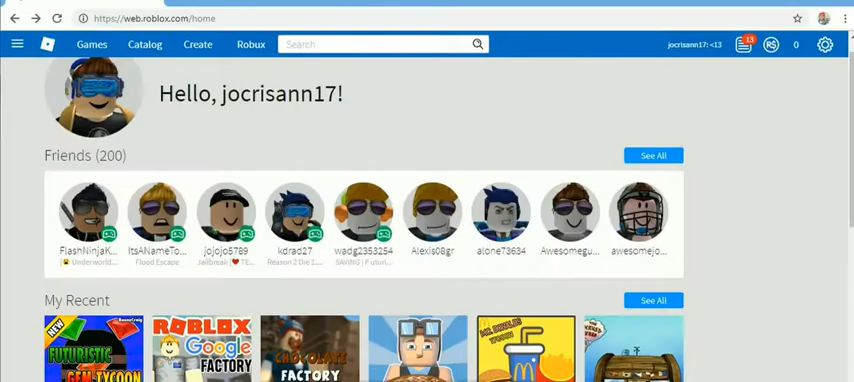 https://web.roblox.com/home
Games Catalog Create Robux Search jocrisann17: <13 13 R$ 0
Hello, jocrisann17!
Friends (200) See All
FlashNinjaK... ItsANameTo... jojojo5789 kdrad27 wadg2353254 Alexis08gr alone73634 Awesomegu... awesomejo...
Underworld... Flood Escape Jailbreak TE... Reason 2 Die ... SAVING | Futuri...
My Recent See All
NEW
FUTURISTIC
GEM TYCOON
ROBLOX
Google
FACTORY
CHOCOLATE
FACTORY